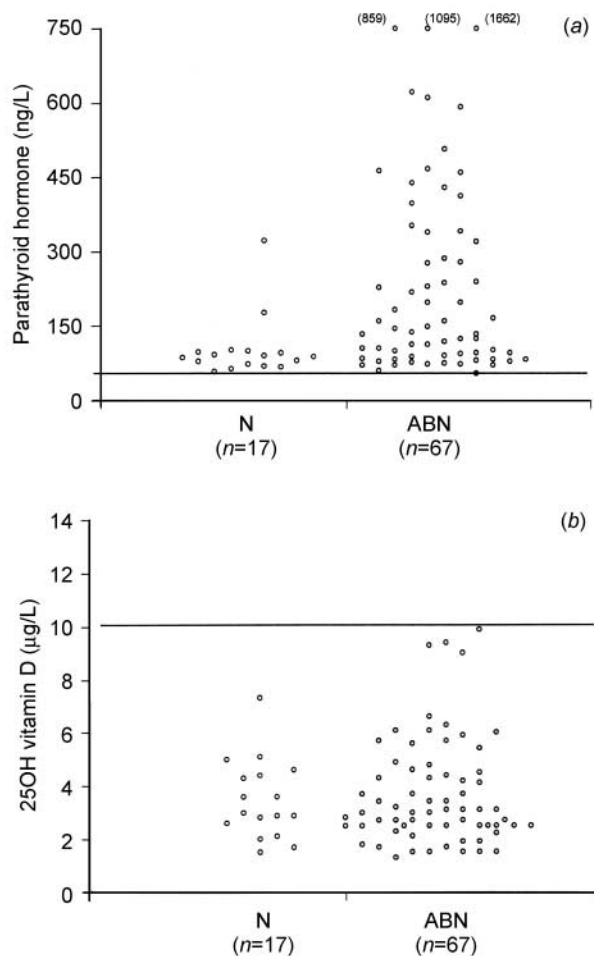 (859) (1095) (1662) (a)
750
600
450
300
150
0
Parathyroid hormone (ng/L)
N ABN
(n=17) (n=67)
(b)
14
12
10
8
6
4
2
0
25OH vitamin D (µg/L)
N ABN
(n=17) (n=67)